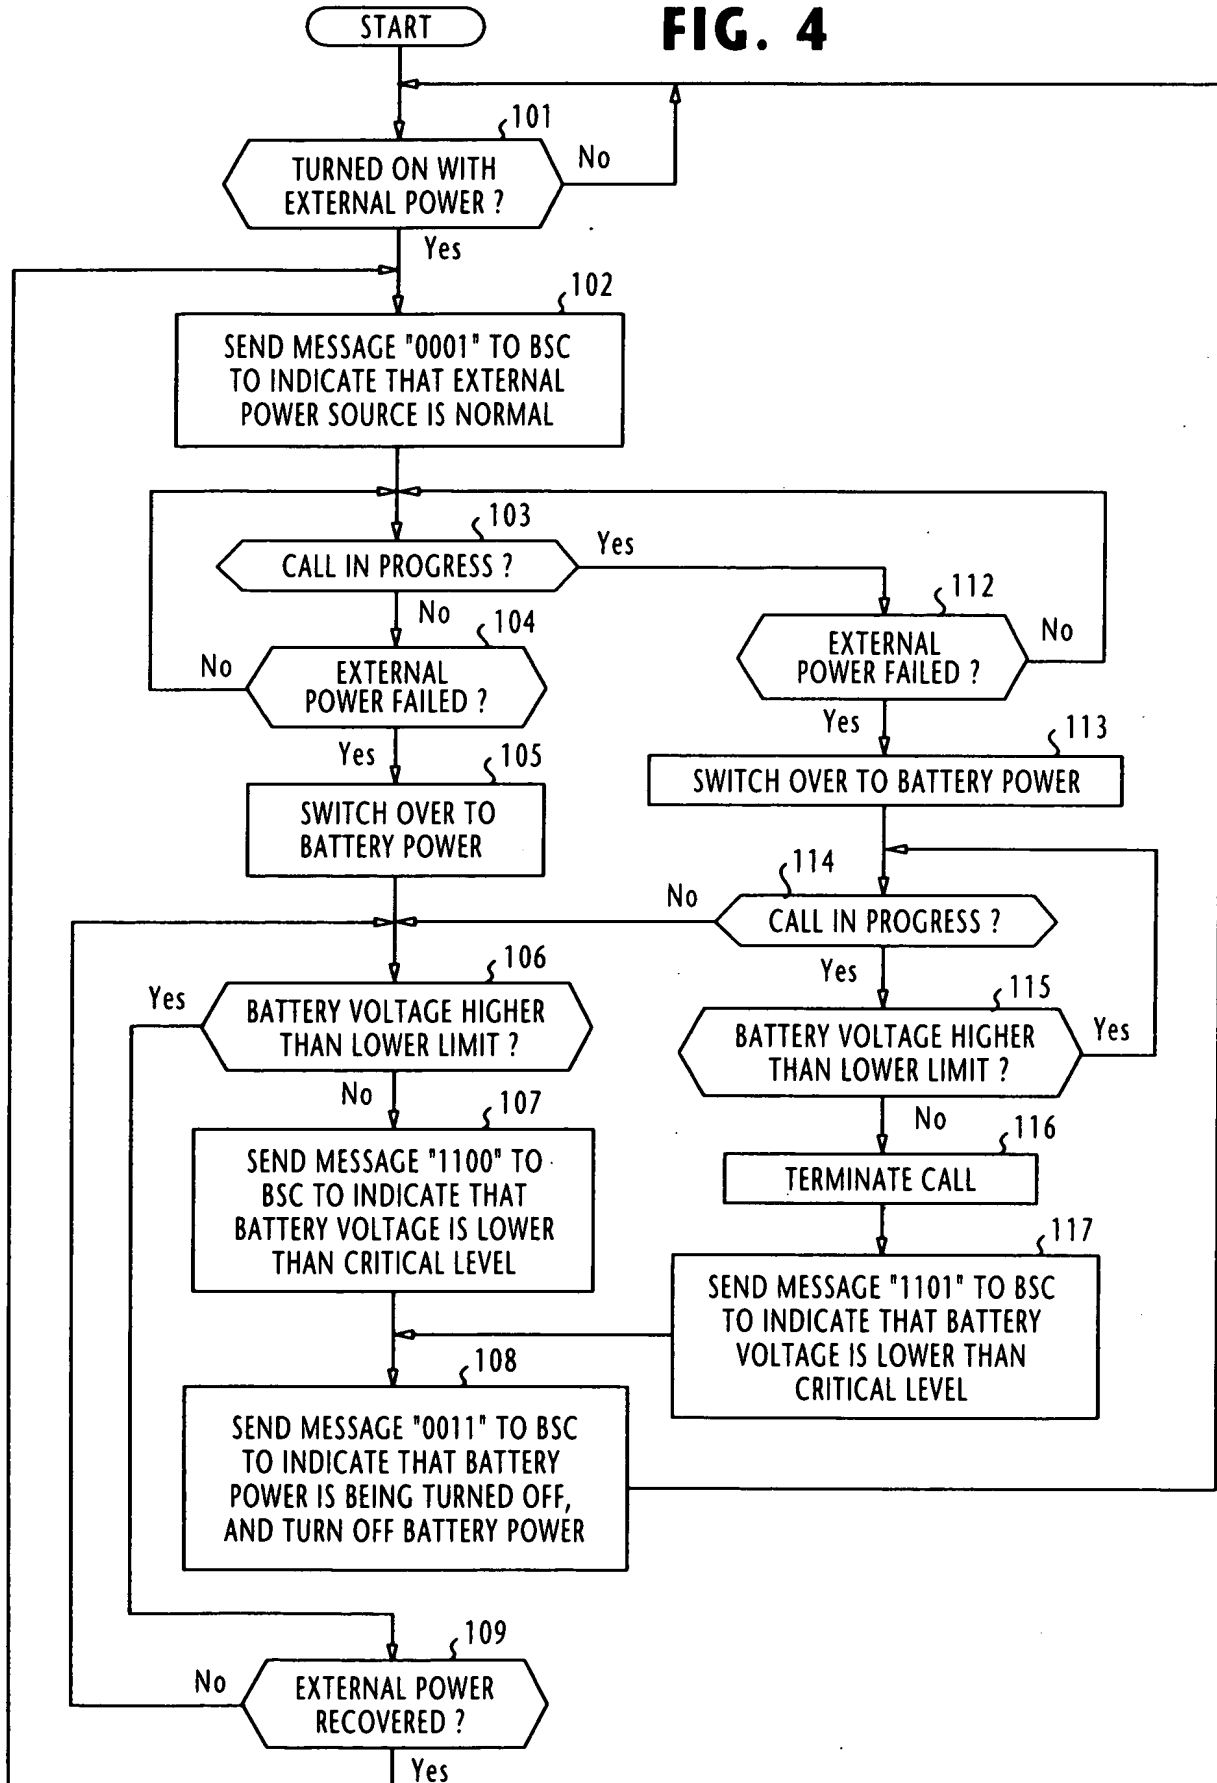 START
FIG. 4
101
TURNED ON WITH
EXTERNAL POWER ?
No
Yes
102
SEND MESSAGE "0001" TO BSC
TO INDICATE THAT EXTERNAL
POWER SOURCE IS NORMAL
103
CALL IN PROGRESS ?
Yes
No
104
EXTERNAL
POWER FAILED ?
No
Yes
112
EXTERNAL
POWER FAILED ?
No
Yes
105
SWITCH OVER TO
BATTERY POWER
113
SWITCH OVER TO BATTERY POWER
114
CALL IN PROGRESS ?
No
Yes
106
BATTERY VOLTAGE HIGHER
THAN LOWER LIMIT ?
Yes
No
115
BATTERY VOLTAGE HIGHER
THAN LOWER LIMIT ?
Yes
No
107
SEND MESSAGE "1100" TO
BSC TO INDICATE THAT
BATTERY VOLTAGE IS LOWER
THAN CRITICAL LEVEL
116
TERMINATE CALL
117
SEND MESSAGE "1101" TO BSC
TO INDICATE THAT BATTERY
VOLTAGE IS LOWER THAN
CRITICAL LEVEL
108
SEND MESSAGE "0011" TO BSC
TO INDICATE THAT BATTERY
POWER IS BEING TURNED OFF,
AND TURN OFF BATTERY POWER
109
EXTERNAL POWER
RECOVERED ?
No
Yes